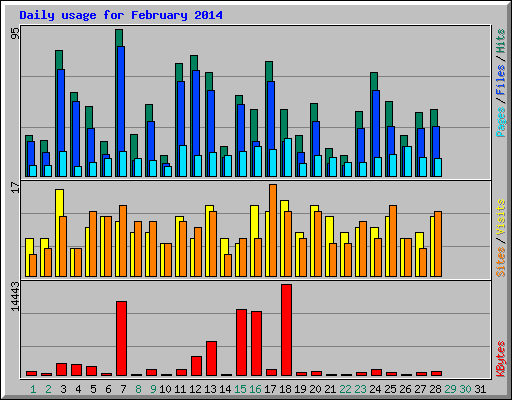 Daily usage for February 2014
95
Pages / Files / Hits
17
Sites / Visits
14443
KBytes
1 2 3 4 5 6 7 8 9 10 11 12 13 14 15 16 17 18 19 20 21 22 23 24 25 26 27 28 29 30 31